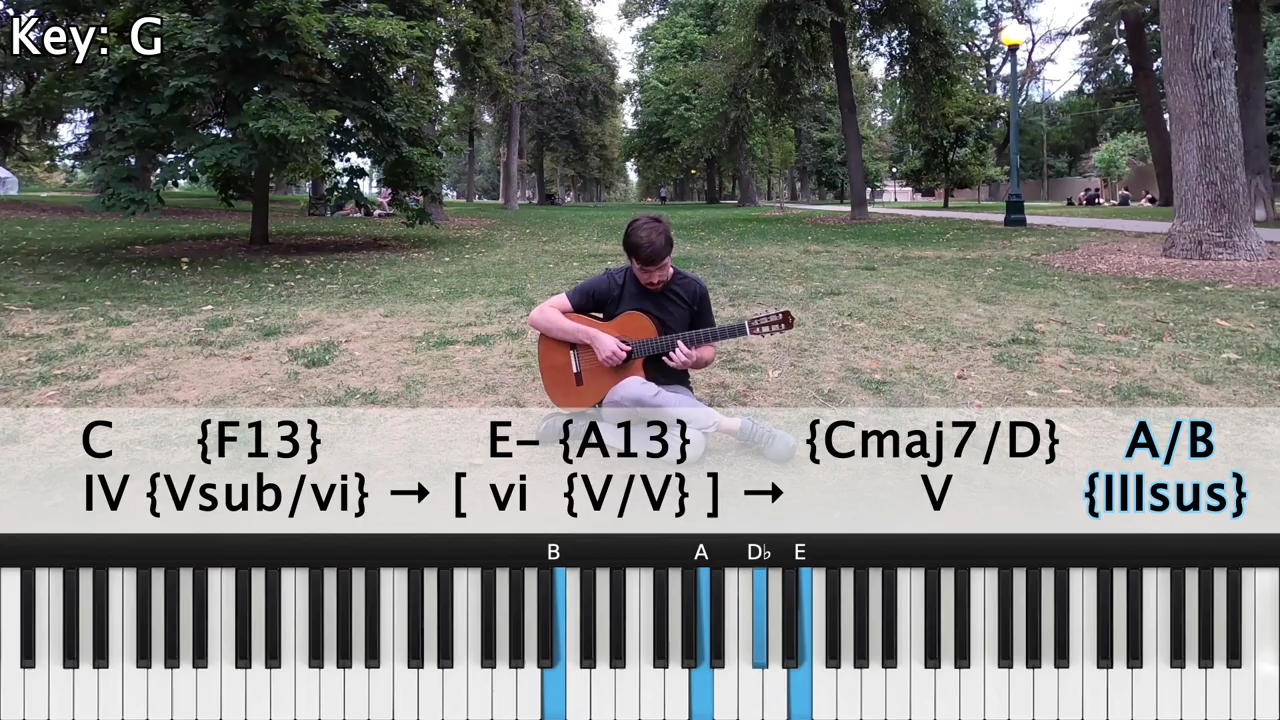 Key: G
C {F13} E– {A13} {Cmaj7/D} A/B
IV {Vsub/vi} → [ vi {V/V} ] → V {IIIsus}
B A D♭ E